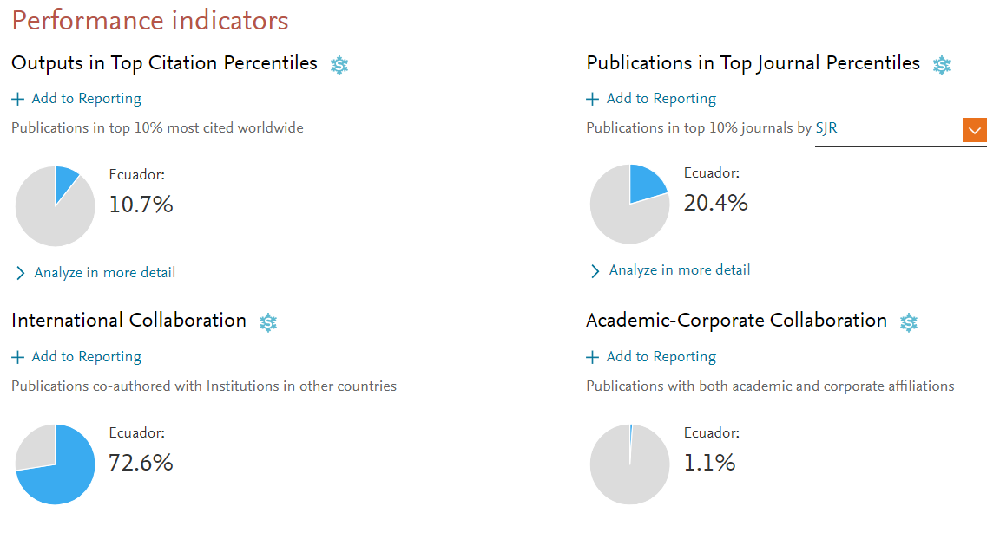 Performance indicators
Outputs in Top Citation Percentiles
+ Add to Reporting
Publications in top 10% most cited worldwide
Ecuador:
10.7%
Analyze in more detail
Publications in Top Journal Percentiles
+ Add to Reporting
Publications in top 10% journals by SJR
Ecuador:
20.4%
Analyze in more detail
International Collaboration
+ Add to Reporting
Publications co-authored with Institutions in other countries
Ecuador:
72.6%
Academic-Corporate Collaboration
+ Add to Reporting
Publications with both academic and corporate affiliations
Ecuador:
1.1%